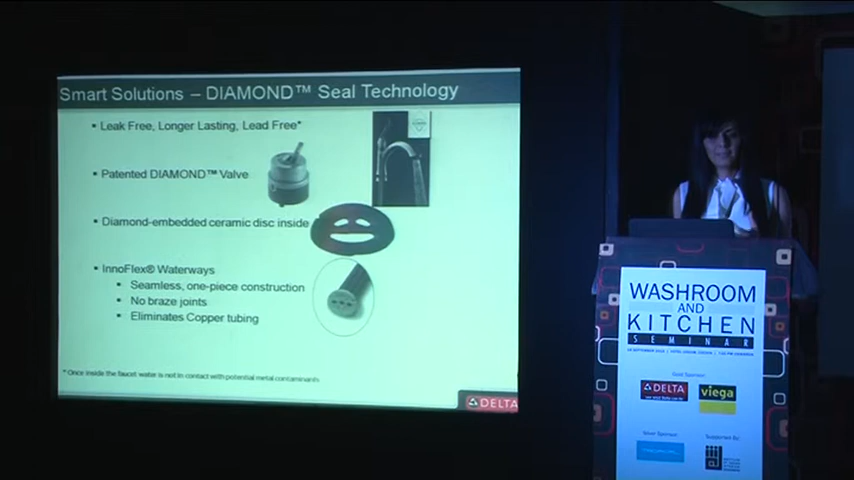 Smart Solutions – DIAMOND™ Seal Technology
▪ Leak Free, Longer Lasting, Lead Free*
▪ Patented DIAMOND™ Valve
▪ Diamond-embedded ceramic disc inside
▪ InnoFlex® Waterways
▪ Seamless, one-piece construction
▪ No braze joints
▪ Eliminates Copper tubing
* Once inside the faucet water is not in contact with potential metal contaminants
DELTA
WASHROOM
AND
KITCHEN
SEMINAR
Gold Sponsor
DELTA
viega
Silver Sponsor
Supported By